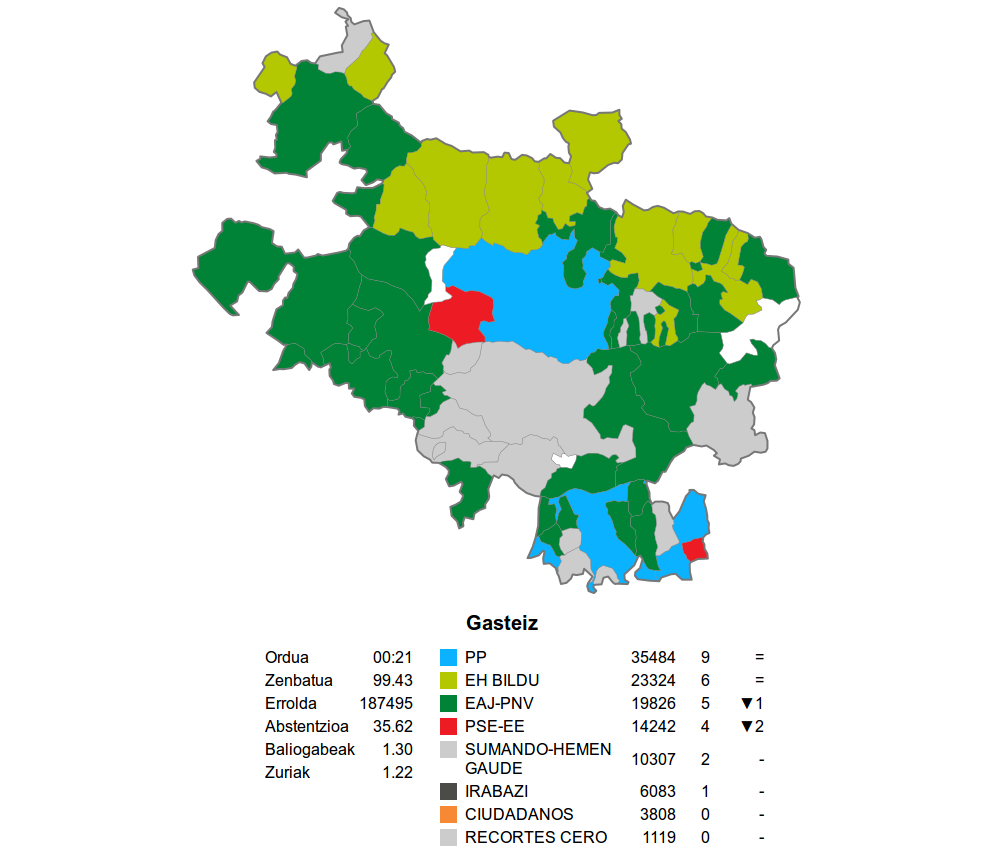 Gasteiz
Ordua 00:21
Zenbatua 99.43
Errolda 187495
Abstentzioa 35.62
Baliogabeak 1.30
Zuriak 1.22
PP 35484 9 =
EH BILDU 23324 6 =
EAJ-PNV 19826 5 ▼1
PSE-EE 14242 4 ▼2
SUMANDO-HEMEN
GAUDE 10307 2 -
IRABAZI 6083 1 -
CIUDADANOS 3808 0 -
RECORTES CERO 1119 0 -